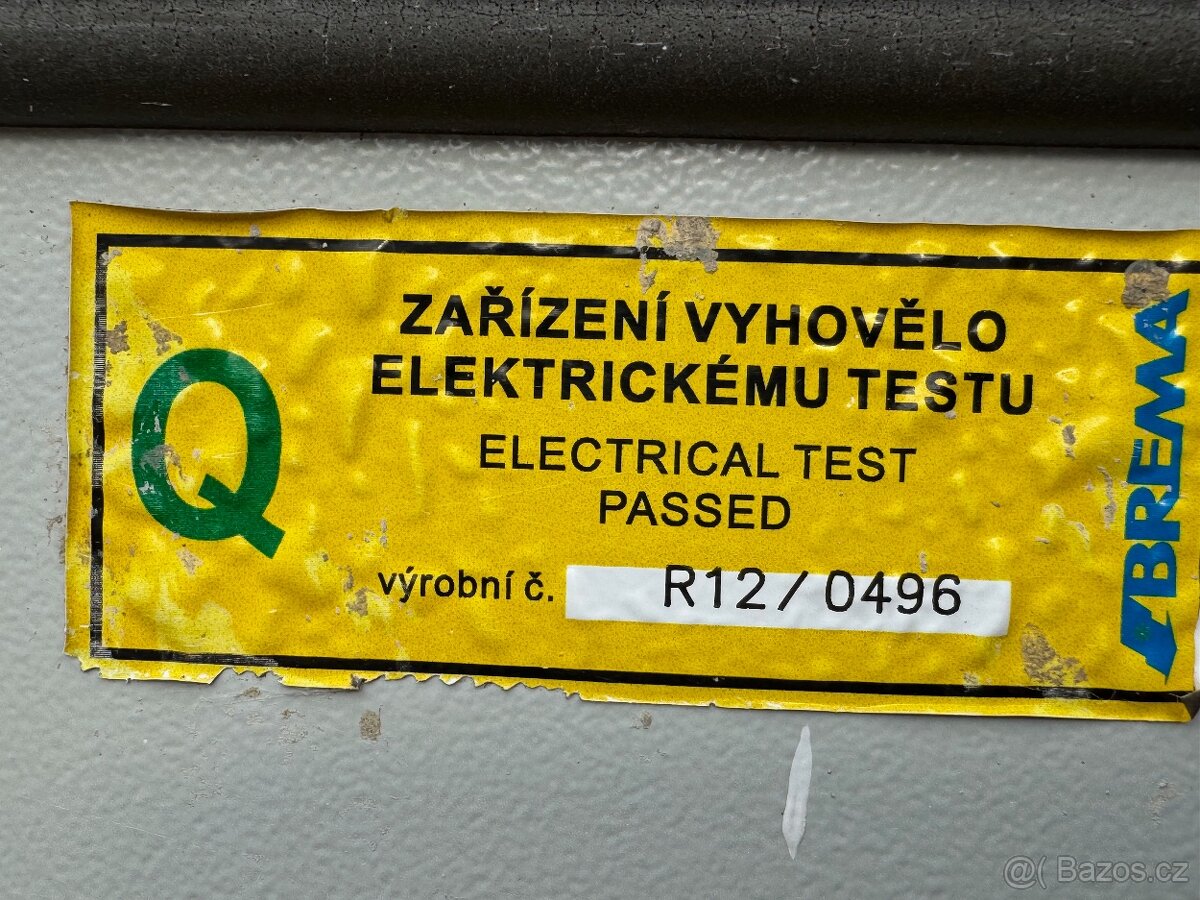 ZAŘÍZENÍ VYHOVĚLO
ELEKTRICKÉMU TESTU
ELECTRICAL TEST
PASSED
výrobní č. R12/0496
Q
BREMA
@( Bazos.cz